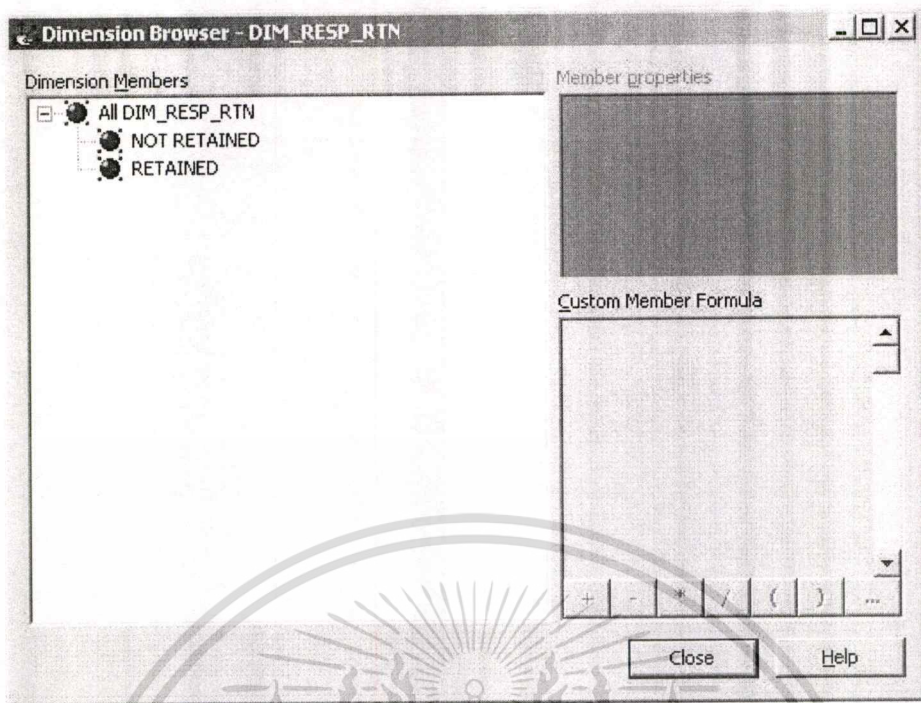 Dimension Browser - DIM_RESP_RTN
Dimension Members
All DIM_RESP_RTN
NOT RETAINED
RETAINED
Member properties
Custom Member Formula
+ - * / ( ) ...
Close
Help